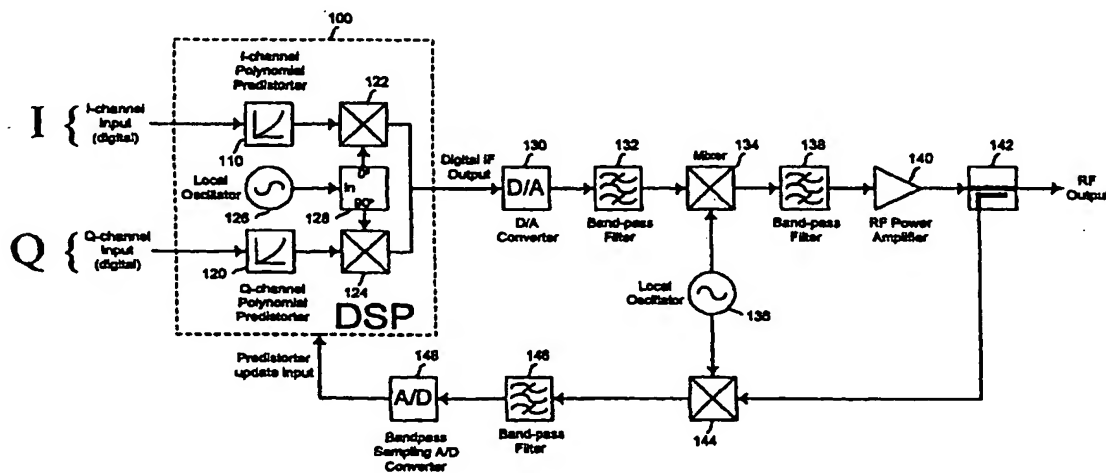 100
I-channel
Polynomial
Predistorter
122
I {
I-channel
Input
(digital)
110
Local
Oscillator
126
In
0°
90°
128
Q {
Q-channel
Input
(digital)
120
Q-channel
Polynomial
Predistorter
124
DSP
Digital IF
Output
130
D/A
D/A
Converter
132
Band-pass
Filter
Mixer
134
138
Band-pass
Filter
140
RF Power
Amplifier
142
RF
Output
Local
Oscillator
136
Predistorter
update input
148
A/D
Bandpass
Sampling A/D
Converter
146
Band-pass
Filter
144